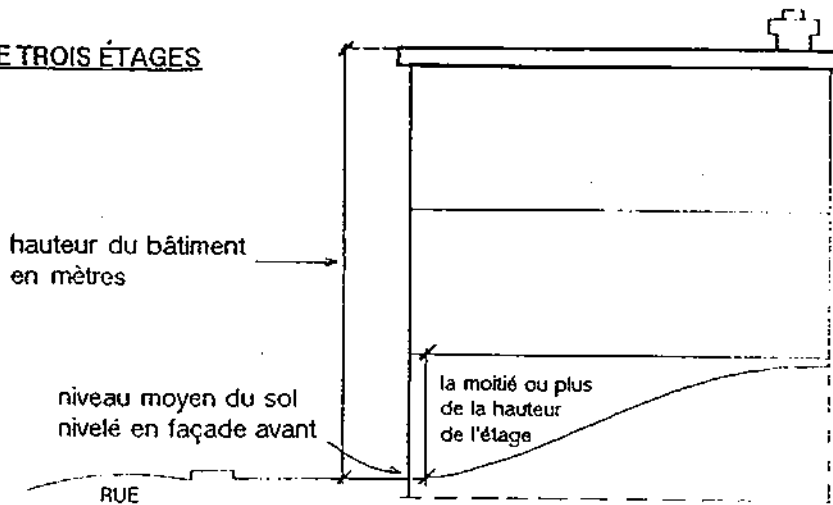 E TROIS ÉTAGES
hauteur du bâtiment
en mètres
la moitié ou plus
de la hauteur
de l'étage
niveau moyen du sol
nivelé en façade avant
RUE